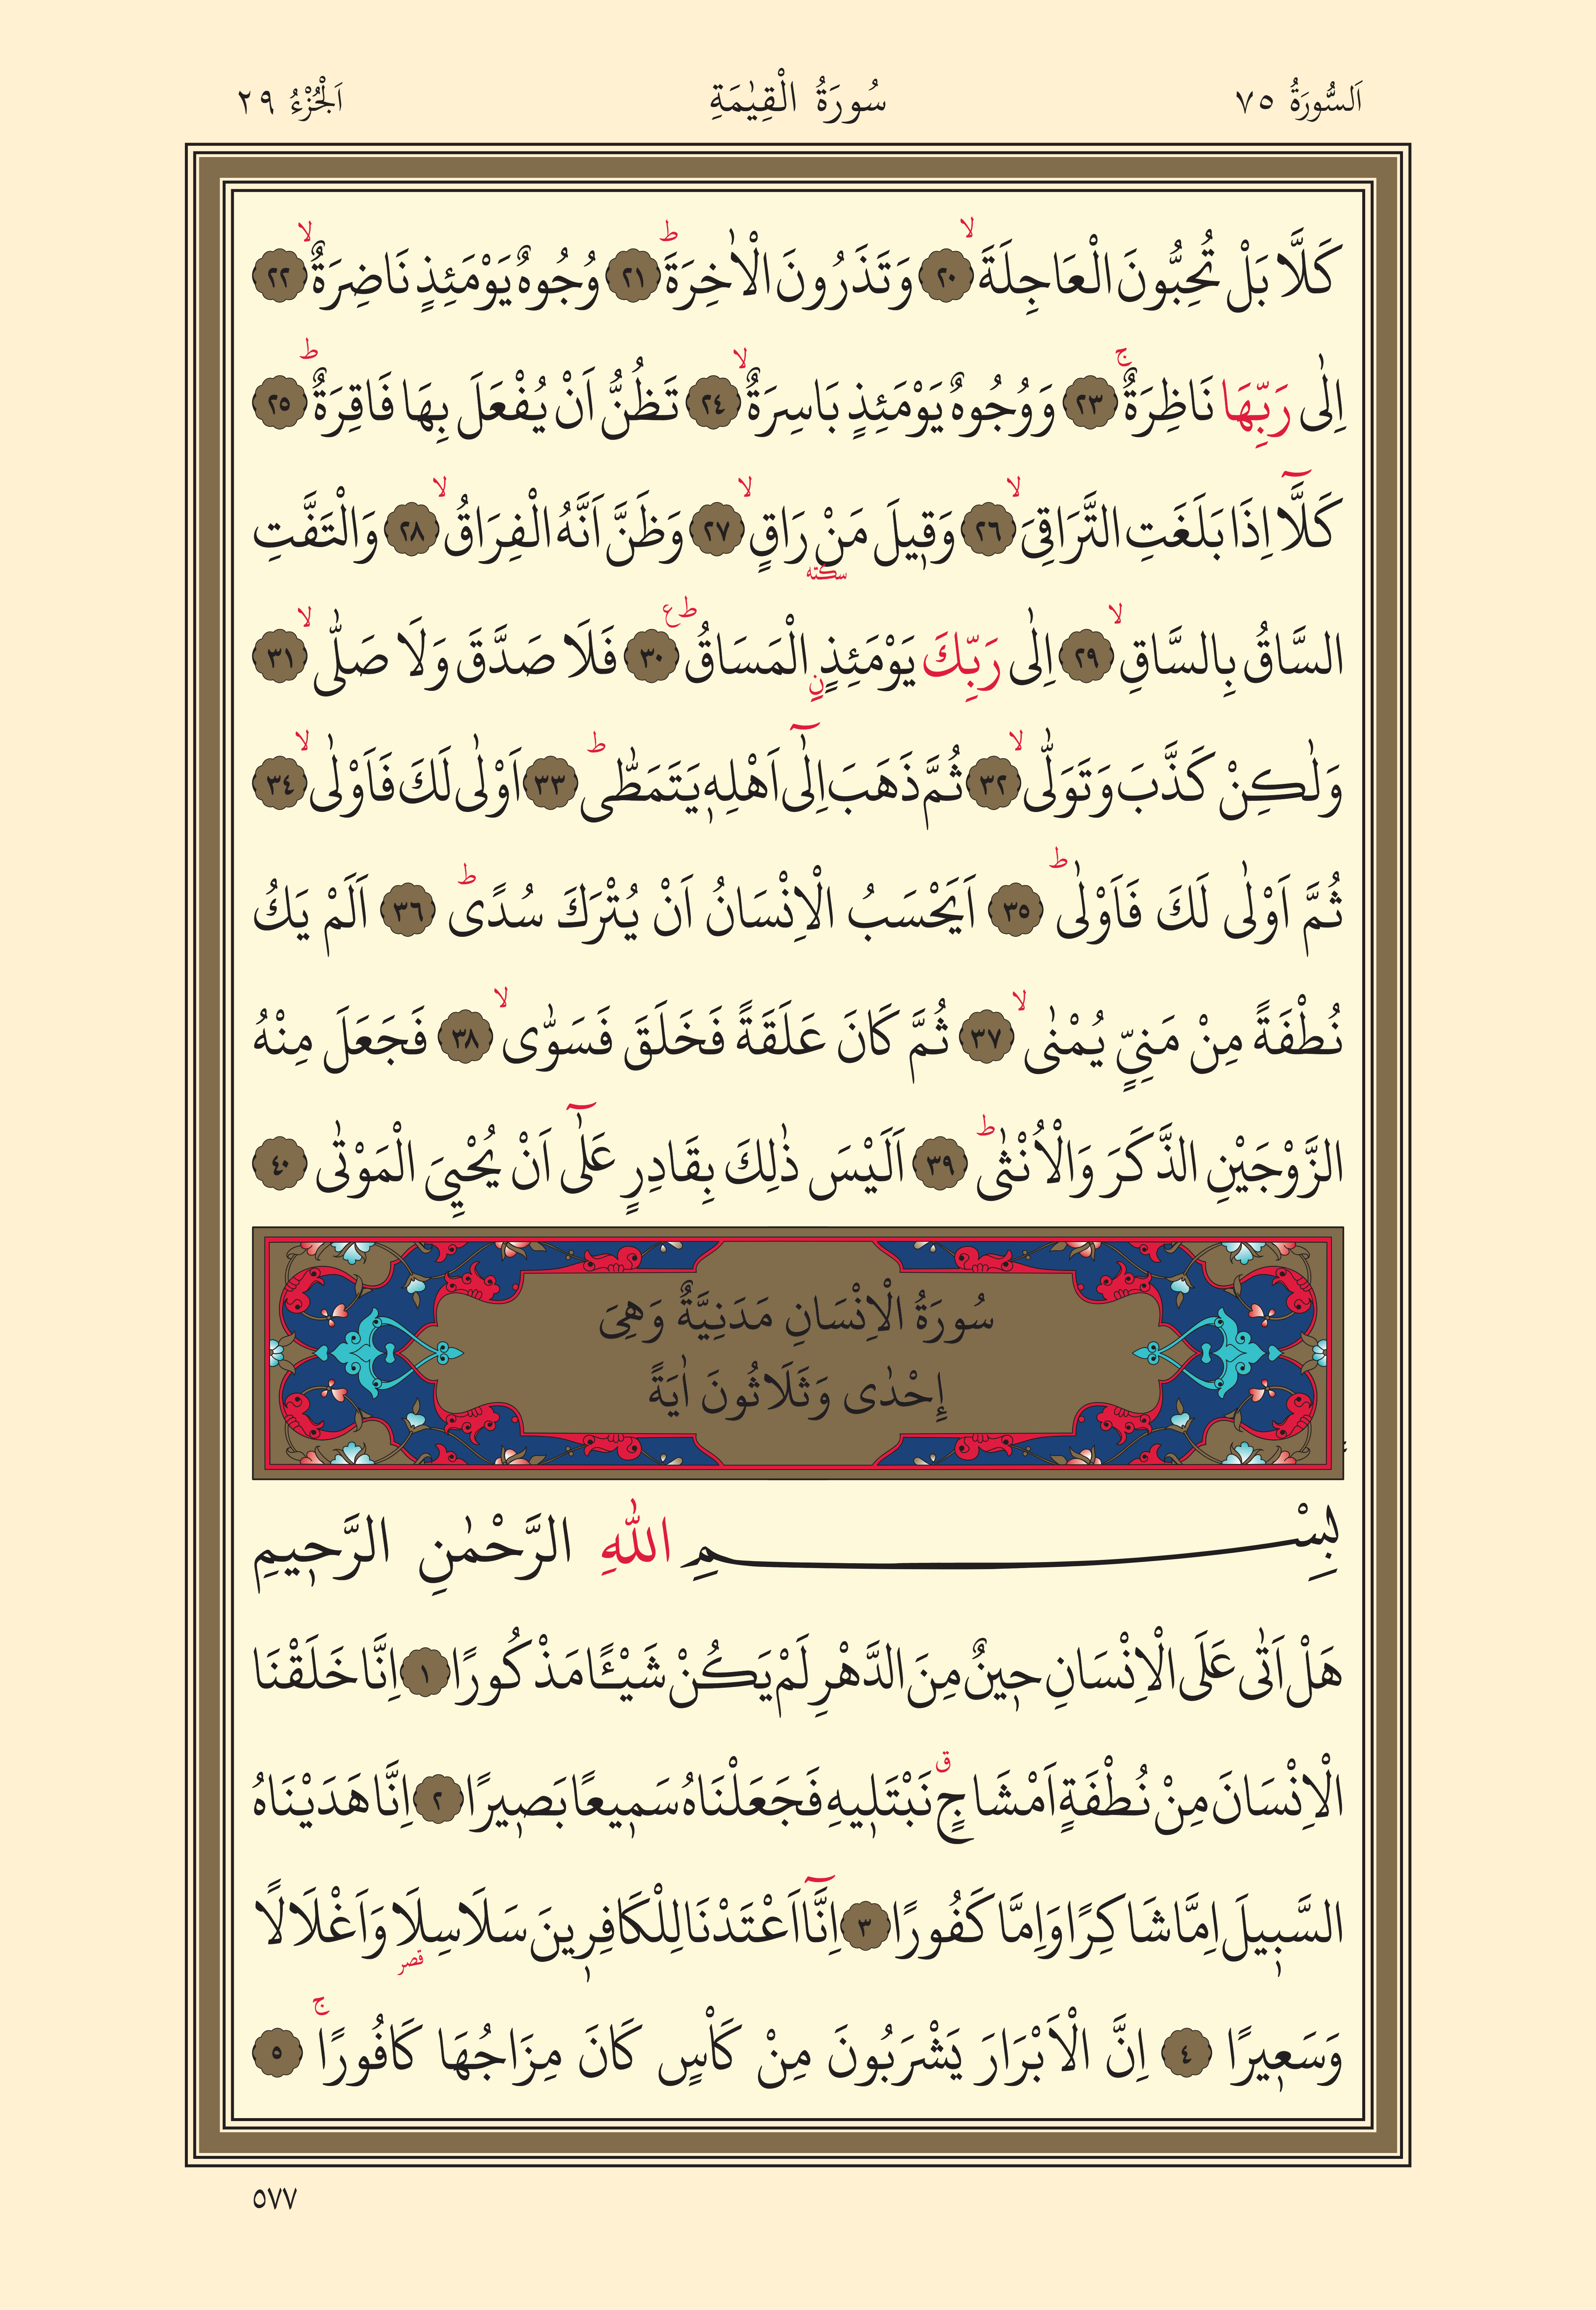 اَلسُّورَةُ ٧٥ سُورَةُ الْقِيٰمَةِ اَلْجُزْءُ ٢٩
كَلَّا بَلْ تُحِبُّونَ الْعَاجِلَةَۙ ٢٠ وَتَذَرُونَ الْاٰخِرَةَۜ ٢١ وُجُوهٌ يَوْمَئِذٍ نَاضِرَةٌۙ ٢٢
اِلٰى رَبِّهَا نَاظِرَةٌۚ ٢٣ وَوُجُوهٌ يَوْمَئِذٍ بَاسِرَةٌۙ ٢٤ تَظُنُّ اَنْ يُفْعَلَ بِهَا فَاقِرَةٌۜ ٢٥
كَلَّٓا اِذَا بَلَغَتِ التَّرَاقِيَۙ ٢٦ وَق۪يلَ مَنْ رَاقٍۙ ٢٧ وَظَنَّ اَنَّهُ الْفِرَاقُۙ ٢٨ وَالْتَفَّتِ
سكته
السَّاقُ بِالسَّاقِۙ ٢٩ اِلٰى رَبِّكَ يَوْمَئِذٍ نِ الْمَسَاقُۜ ع ٣٠ فَلَا صَدَّقَ وَلَا صَلّٰىۙ ٣١
وَلٰكِنْ كَذَّبَ وَتَوَلّٰىۙ ٣٢ ثُمَّ ذَهَبَ اِلٰٓى اَهْلِه۪ يَتَمَطّٰىۜ ٣٣ اَوْلٰى لَكَ فَاَوْلٰىۙ ٣٤
ثُمَّ اَوْلٰى لَكَ فَاَوْلٰىۜ ٣٥ اَيَحْسَبُ الْاِنْسَانُ اَنْ يُتْرَكَ سُدًىۜ ٣٦ اَلَمْ يَكُ
نُطْفَةً مِنْ مَنِيٍّ يُمْنٰىۙ ٣٧ ثُمَّ كَانَ عَلَقَةً فَخَلَقَ فَسَوّٰىۙ ٣٨ فَجَعَلَ مِنْهُ
الزَّوْجَيْنِ الذَّكَرَ وَالْاُنْثٰىۜ ٣٩ اَلَيْسَ ذٰلِكَ بِقَادِرٍ عَلٰٓى اَنْ يُحْيِيَ الْمَوْتٰى ٤٠
سُورَةُ الْاِنْسَانِ مَدَنِيَّةٌ وَهِيَ
إِحْدٰى وَثَلَاثُونَ اٰيَةً
بِسْمِ اللّٰهِ الرَّحْمٰنِ الرَّح۪يمِ
هَلْ اَتٰى عَلَى الْاِنْسَانِ ح۪ينٌ مِنَ الدَّهْرِ لَمْ يَكُنْ شَيْـًٔا مَذْكُورًا ١ اِنَّا خَلَقْنَا
الْاِنْسَانَ مِنْ نُطْفَةٍ اَمْشَاجٍۗ نَبْتَل۪يهِ فَجَعَلْنَاهُ سَم۪يعًا بَص۪يرًا ٢ اِنَّا هَدَيْنَاهُ
السَّب۪يلَ اِمَّا شَاكِرًا وَاِمَّا كَفُورًا ٣ اِنَّٓا اَعْتَدْنَا لِلْكَافِر۪ينَ سَلَاسِلَا۬ وَاَغْلَالًا
قصر
وَسَع۪يرًا ٤ اِنَّ الْاَبْرَارَ يَشْرَبُونَ مِنْ كَاْسٍ كَانَ مِزَاجُهَا كَافُورًاۚ ٥
٥٧٧